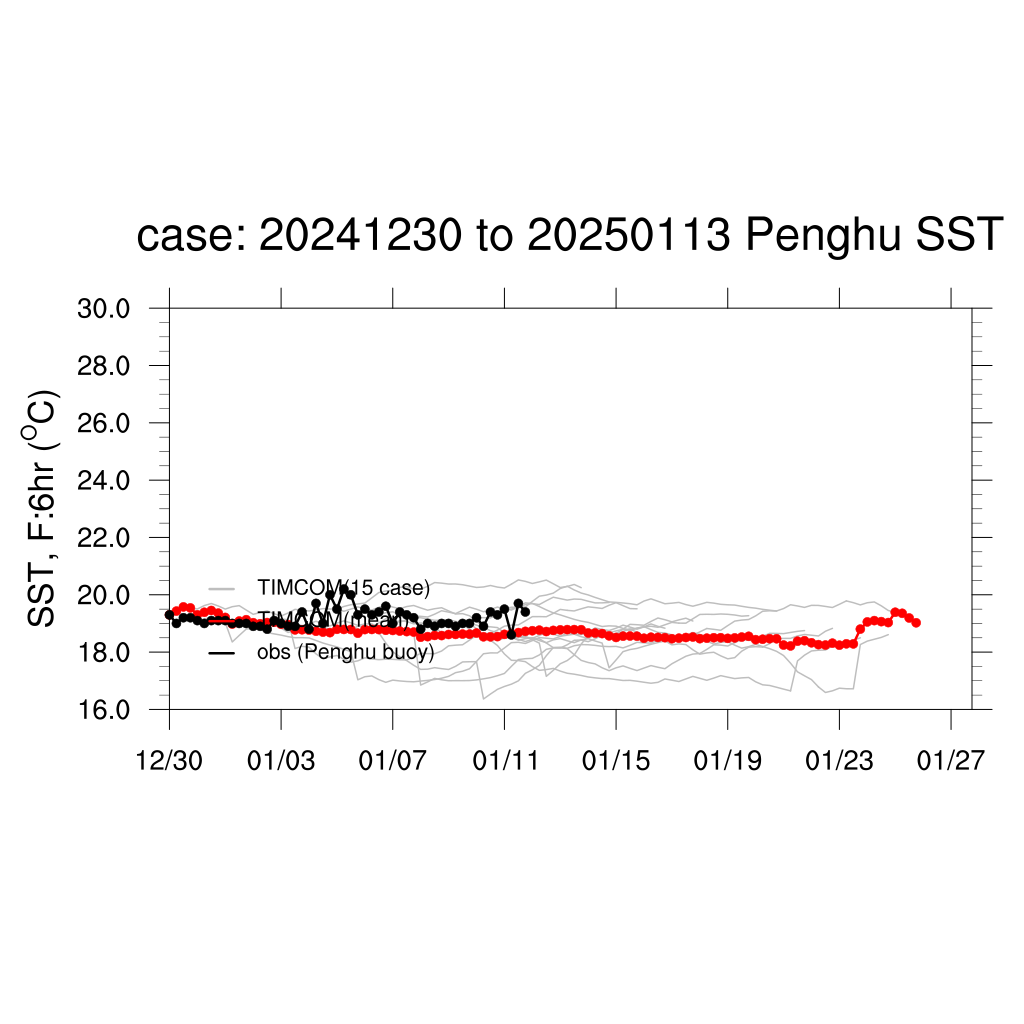 case: 20241230 to 20250113 Penghu SST
30.0
28.0
26.0
24.0
22.0
20.0
18.0
16.0
SST, F:6hr (°C)
TIMCOM(15 case)
TIMCOM(mean)
obs (Penghu buoy)
12/30 01/03 01/07 01/11 01/15 01/19 01/23 01/27